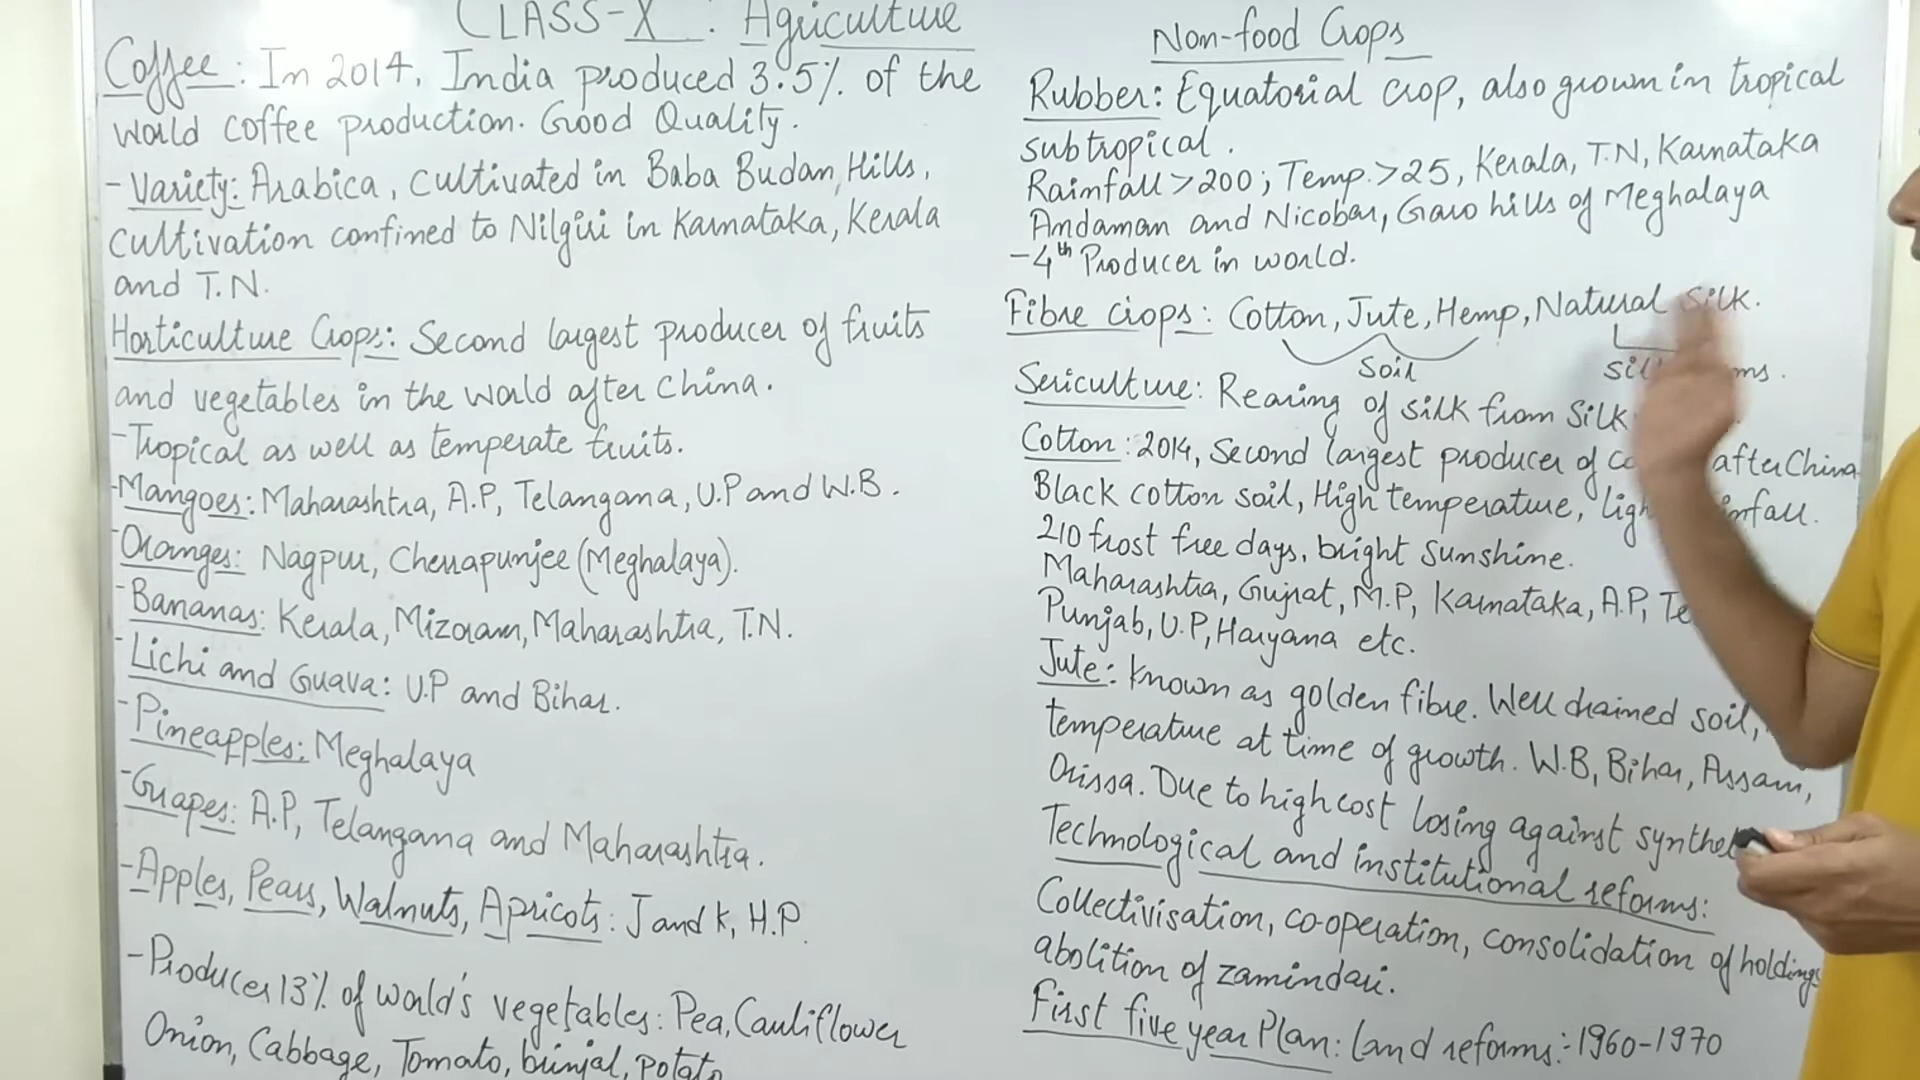 CLASS-X : Agriculture
Coffee: In 2014, India produced 3.5% of the
world coffee production. Good Quality.
- Variety: Arabica, cultivated in Baba Budan Hills,
cultivation confined to Nilgiri in Karnataka, Kerala
and T.N.
Horticulture Crops: Second largest producer of fruits
and vegetables in the world after China.
- Tropical as well as temperate fruits.
- Mangoes: Maharashtra, A.P, Telangana, U.P and W.B.
- Oranges: Nagpur, Cherrapunjee (Meghalaya).
- Bananas: Kerala, Mizoram, Maharashtra, T.N.
- Lichi and Guava: U.P and Bihar.
- Pineapples: Meghalaya
- Grapes: A.P, Telangana and Maharashtra.
- Apples, Pears, Walnuts, Apricots: J and K, H.P.
- Produces 13% of world's vegetables: Pea, Cauliflower
Onion, Cabbage, Tomato, brinjal, potato
Non-food Crops
Rubber: Equatorial crop, also grown in tropical
subtropical.
Rainfall >200; Temp. >25, Kerala, T.N, Karnataka
Andaman and Nicobar, Garo hills of Meghalaya
- 4th Producer in world.
Fibre crops: Cotton, Jute, Hemp, Natural Silk.
Soil
Sericulture: Rearing of silk from Silk
Cotton: 2014, Second largest producer of after China
Black cotton soil, High temperature,
210 frost free days, bright sunshine.
Maharashtra, Gujrat, M.P, Karnataka, A.P,
Punjab, U.P, Haryana etc.
Jute: Known as golden fibre. Well drained soil,
temperature at time of growth. W.B, Bihar, Assam,
Orissa. Due to high cost losing against
Technological and institutional reforms:
Collectivisation, co-operation, consolidation of holdings
abolition of zamindari.
First five year Plan: Land reforms:- 1960-1970